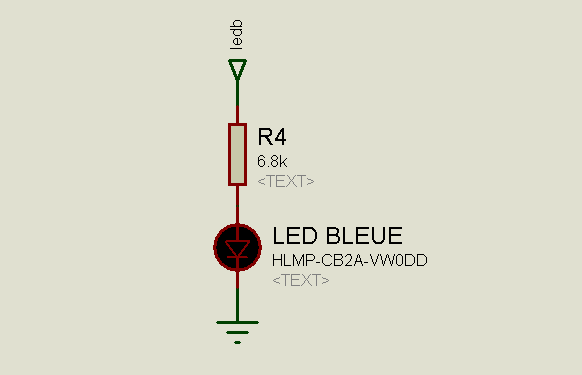 ledb
R4
6.8k
<TEXT>
LED BLEUE
HLMP-CB2A-VW0DD
<TEXT>